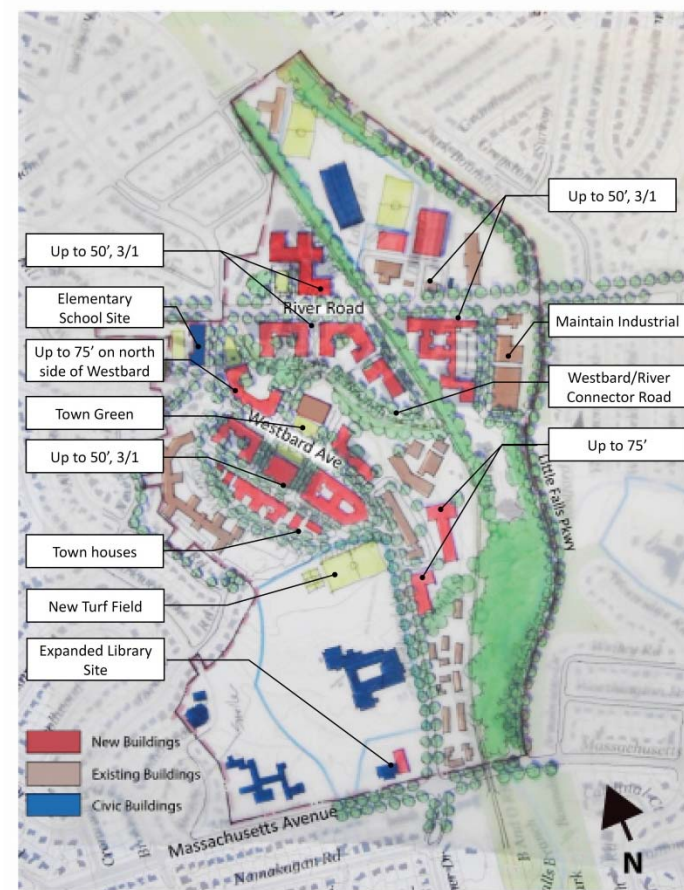 Up to 50’, 3/1
Up to 50’, 3/1
River Road
Elementary
School Site
Maintain Industrial
Up to 75’ on north
side of Westbard
Westbard/River
Connector Road
Town Green
Westbard Ave
Up to 75’
Up to 50’, 3/1
Little Falls Pkwy
Town houses
New Turf Field
Expanded Library
Site
New Buildings
Existing Buildings
Civic Buildings
Massachusetts
Massachusetts Avenue
Namakagan Rd
N